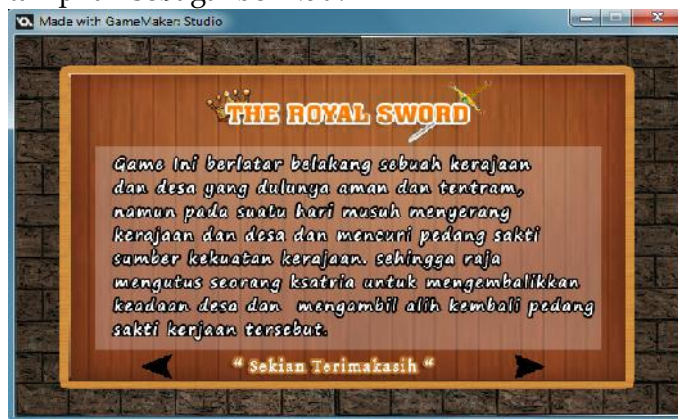 Made with GameMaker: Studio
THE ROYAL SWORD
Game Ini berlatar belakang sebuah kerajaan
dan desa yang dulunya aman dan tentram,
namun pada suatu hari musuh menyerang
kerajaan dan desa dan mencuri pedang sakti
sumber kekuatan kerajaan. sehingga raja
mengutus seorang ksatria untuk mengembalikkan
keadaan desa dan mengambil alih kembali pedang
sakti kerjaan tersebut.
“ Sekian Terimakasih “